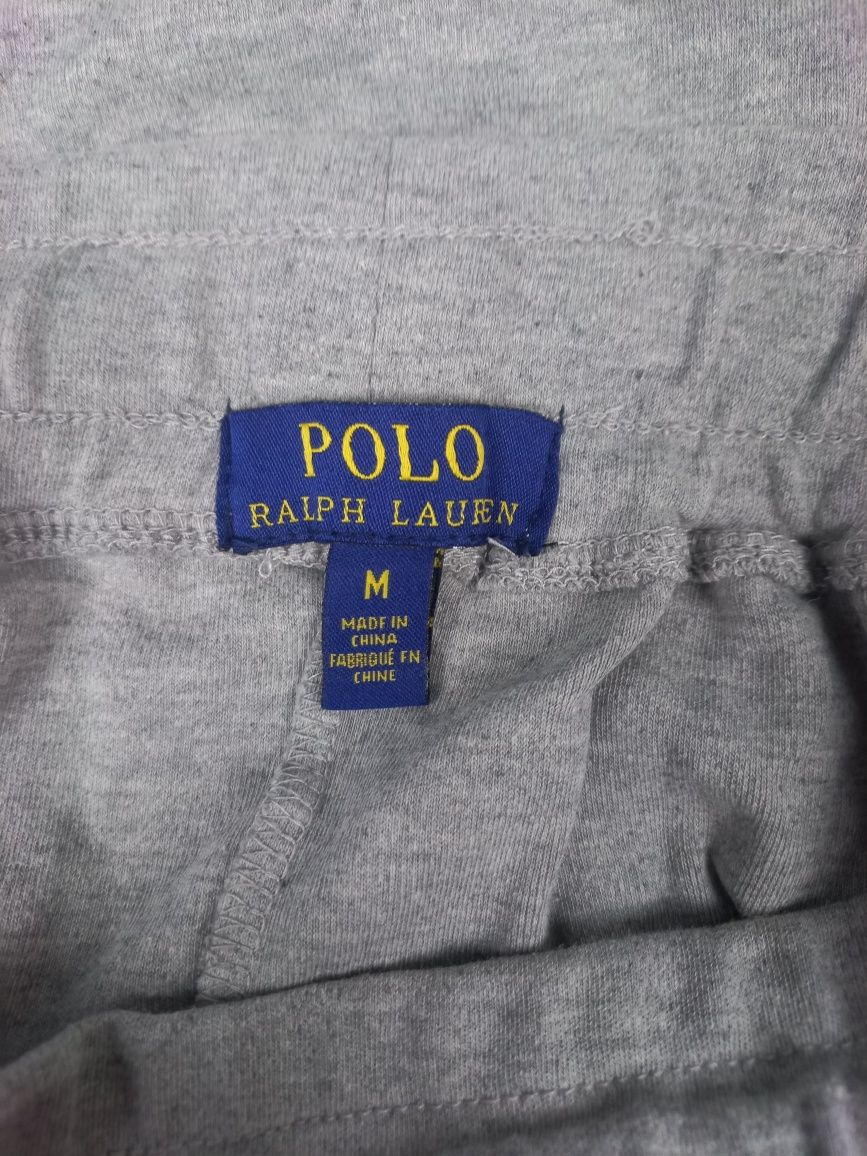 POLO
RALPH LAUREN
M
MADE IN
CHINA
FABRIQUÉ EN
CHINE